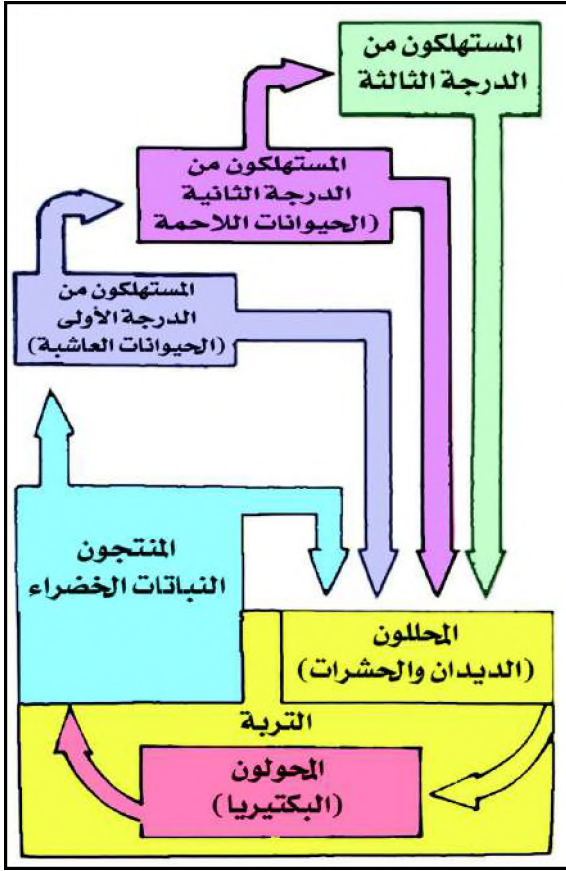 المستهلكون من
الدرجة الثالثة
المستهلكون من
الدرجة الثانية
(الحيوانات اللاحمة)
المستهلكون من
الدرجة الأولى
(الحيوانات العاشبة)
المنتجون
النباتات الخضراء
المحللون
(الديدان والحشرات)
التربة
المحولون
(البكتيريا)